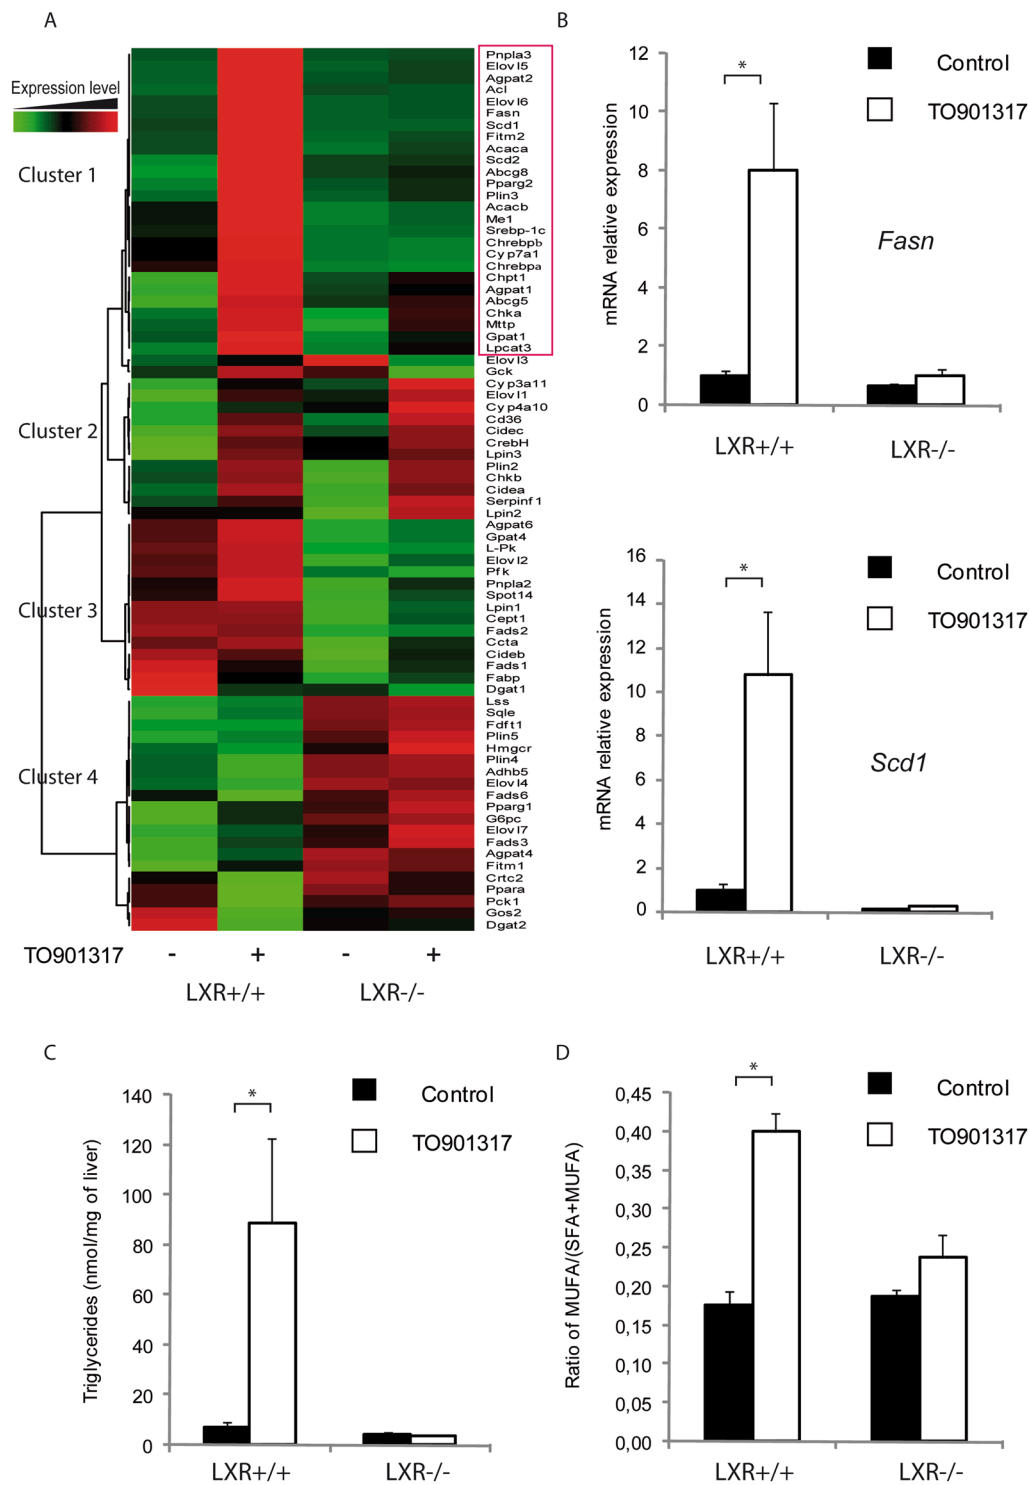 A
Expression level
Cluster 1
Cluster 2
Cluster 3
Cluster 4
Pnpla3
Elovl5
Agpat2
Acl
Elovl6
Fasn
Scd1
Fitm2
Acaca
Scd2
Abcg8
Pparg2
Plin3
Acacb
Me1
Srebp-1c
Chrebpb
Cyp7a1
Chrebpa
Chpt1
Agpat1
Abcg5
Chka
Mttp
Gpat1
Lpcat3
Elovl3
Gck
Cyp3a11
Elovl1
Cyp4a10
Cd36
Cidec
CrebH
Lpin3
Plin2
Chkb
Cidea
Serpinf1
Lpin2
Agpat6
Gpat4
L-Pk
Elovl2
Pfk
Pnpla2
Spot14
Lpin1
Cept1
Fads2
Ccta
Cideb
Fads1
Fabp
Dgat1
Lss
Sqle
Fdft1
Plin5
Hmgcr
Plin4
Adhb5
Elovl4
Fads6
Pparg1
G6pc
Elovl7
Fads3
Agpat4
Fitm1
Crtc2
Ppara
Pck1
Gos2
Dgat2
TO901317 - + - +
LXR+/+ LXR-/-
B
mRNA relative expression
12
10
8
6
4
2
0
*
Control
TO901317
Fasn
LXR+/+ LXR-/-
mRNA relative expression
16
14
12
10
8
6
4
2
0
*
Control
TO901317
Scd1
LXR+/+ LXR-/-
C
Triglycerides (nmol/mg of liver)
140
120
100
80
60
40
20
0
*
Control
TO901317
LXR+/+ LXR-/-
D
Ratio of MUFA/(SFA+MUFA)
0,45
0,40
0,35
0,30
0,25
0,20
0,15
0,10
0,05
0,00
*
Control
TO901317
LXR+/+ LXR-/-